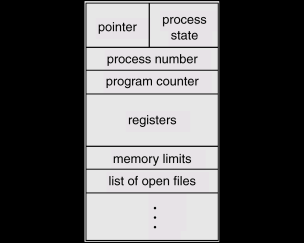 pointer
process
state
process number
program counter
registers
memory limits
list of open files